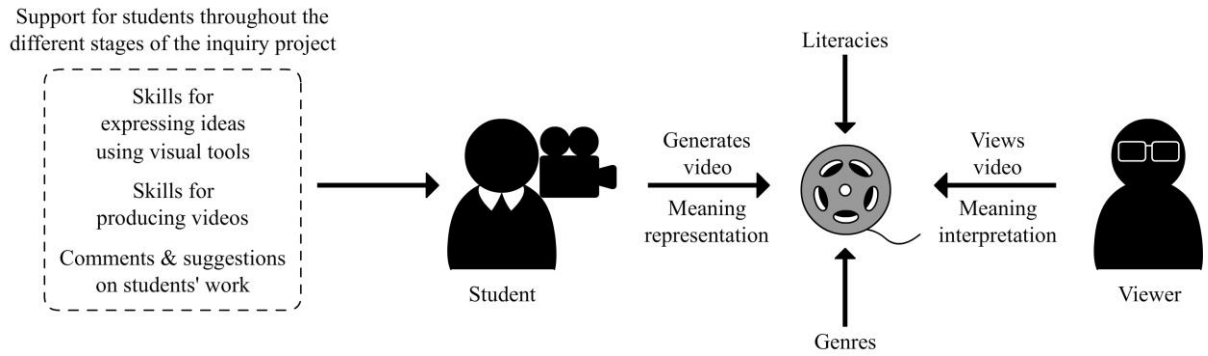 Support for students throughout the
different stages of the inquiry project
Skills for
expressing ideas
using visual tools
Skills for
producing videos
Comments & suggestions
on students' work
Student
Generates
video
Meaning
representation
Literacies
Genres
Views
video
Meaning
interpretation
Viewer